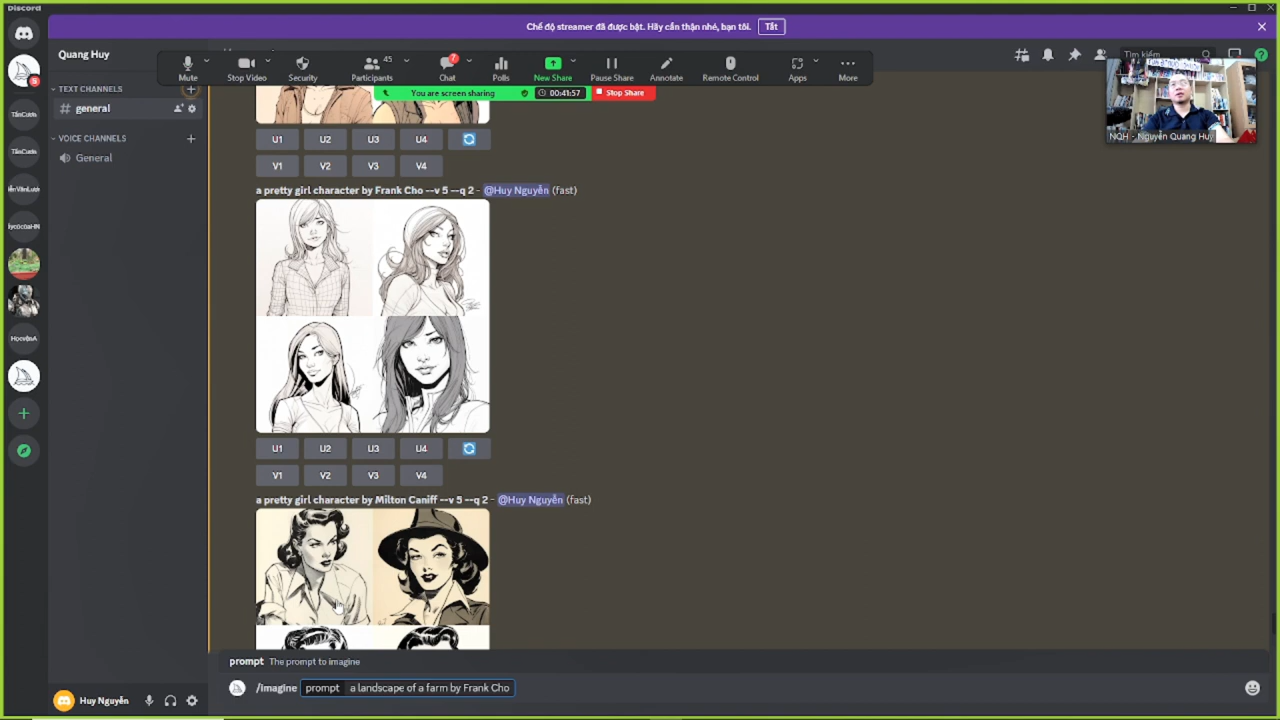 Discord
Chế độ streamer đã được bật. Hãy cẩn thận nhé, bạn tôi.
Tắt
Quang Huy
Tìm kiếm
Mute
Stop Video
Security
45
Participants
7
Chat
Polls
New Share
Pause Share
Annotate
Remote Control
Apps
More
You are screen sharing
00:41:57
Stop Share
NQH - Nguyễn Quang Huy
TEXT CHANNELS
general
VOICE CHANNELS
General
U1 U2 U3 U4
V1 V2 V3 V4
a pretty girl character by Frank Cho --v 5 --q 2 - @Huy Nguyễn (fast)
U1 U2 U3 U4
V1 V2 V3 V4
a pretty girl character by Milton Caniff --v 5 --q 2 - @Huy Nguyễn (fast)
prompt The prompt to imagine
/imagine prompt a landscape of a farm by Frank Cho
Huy Nguyễn